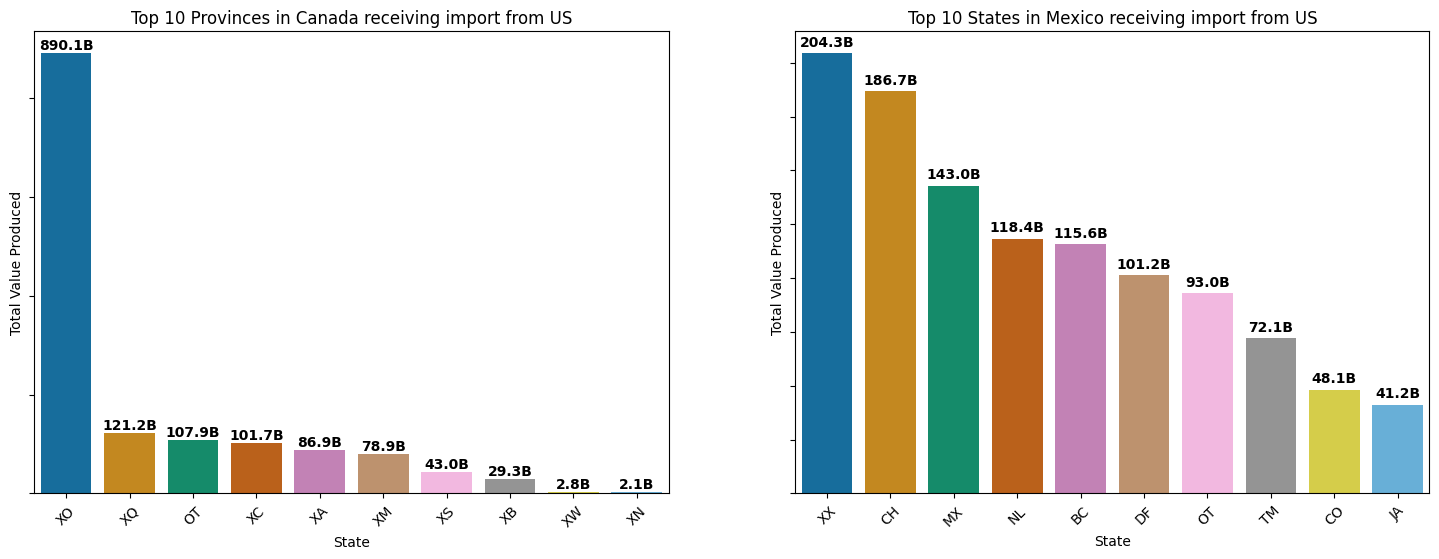 Top 10 Provinces in Canada receiving import from US
890.1B
121.2B
107.9B
101.7B
86.9B
78.9B
43.0B
29.3B
2.8B
2.1B
Total Value Produced
XO
XQ
OT
XC
XA
XM
XS
XB
XW
XN
State
Top 10 States in Mexico receiving import from US
204.3B
186.7B
143.0B
118.4B
115.6B
101.2B
93.0B
72.1B
48.1B
41.2B
Total Value Produced
XX
CH
MX
NL
BC
DF
OT
TM
CO
JA
State